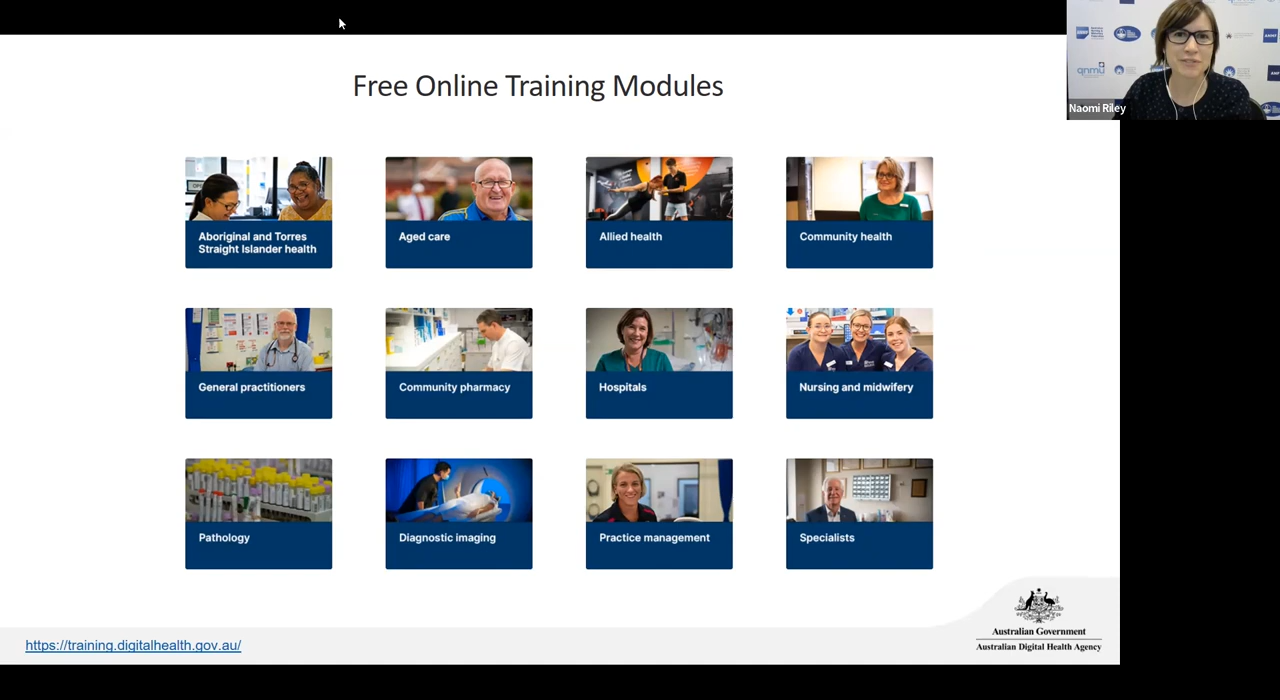 Free Online Training Modules
qnmu
Naomi Riley
Aboriginal and Torres
Straight Islander health
Aged care
Allied health
Community health
General practitioners
Community pharmacy
Hospitals
Nursing and midwifery
Pathology
Diagnostic imaging
Practice management
Specialists
https://training.digitalhealth.gov.au/
Australian Government
Australian Digital Health Agency